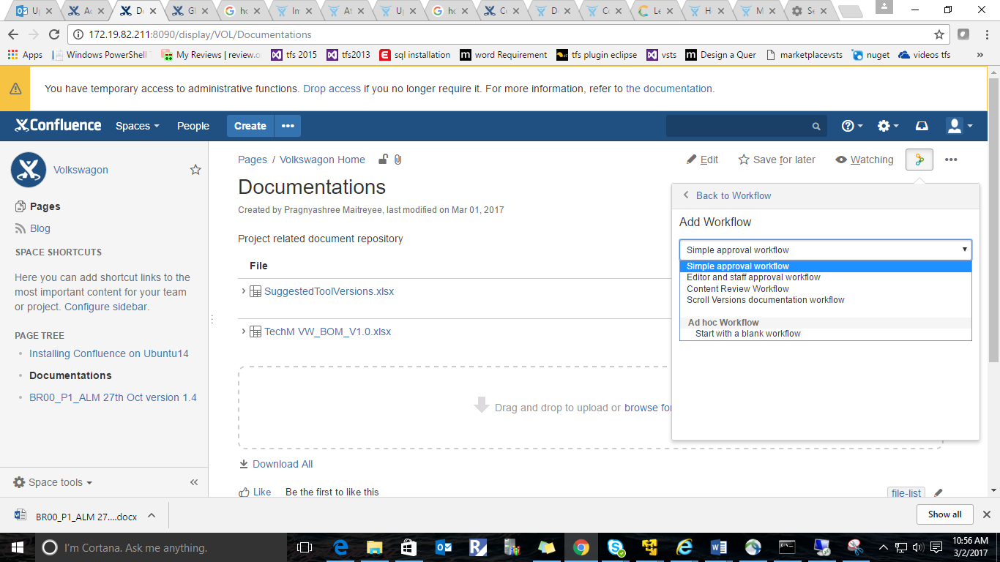 Up
Ac
Do
Gl
ho
In
At
Up
ho
Co
D
Co
Le
Ho
M
Se
172.19.82.211:8090/display/VOL/Documentations
Apps
Windows PowerShell
My Reviews | review.o
tfs 2015
tfs2013
sql installation
word Requirement
tfs plugin eclipse
vsts
Design a Quer
marketplacevsts
nuget
videos tfs
»
You have temporary access to administrative functions. Drop access if you no longer require it. For more information, refer to the documentation.
Confluence
Spaces
People
Create
•••
Volkswagon
Pages
Blog
SPACE SHORTCUTS
Here you can add shortcut links to the
most important content for your team
or project. Configure sidebar.
PAGE TREE
Installing Confluence on Ubuntu14
Documentations
BR00_P1_ALM 27th Oct version 1.4
Space tools
Pages / Volkswagon Home
Edit
Save for later
Watching
•••
Documentations
Created by Pragnyashree Maitreyee, last modified on Mar 01, 2017
Project related document repository
File
SuggestedToolVersions.xlsx
TechM VW_BOM_V1.0.xlsx
Drag and drop to upload or browse for
Download All
Like
Be the first to like this
file-list
Back to Workflow
Add Workflow
Simple approval workflow
Simple approval workflow
Editor and staff approval workflow
Content Review Workflow
Scroll Versions documentation workflow
Ad hoc Workflow
Start with a blank workflow
BR00_P1_ALM 27....docx
Show all
I'm Cortana. Ask me anything.
10:56 AM
3/2/2017